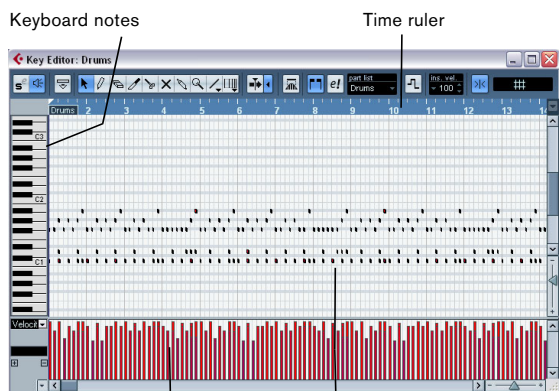 Keyboard notes Time ruler
Key Editor: Drums
part list ins. vel.
e! Drums 100
Drums 2 3 4 5 6 7 8 9 10 11 12 13 14
C3
C2
C1
Velocit